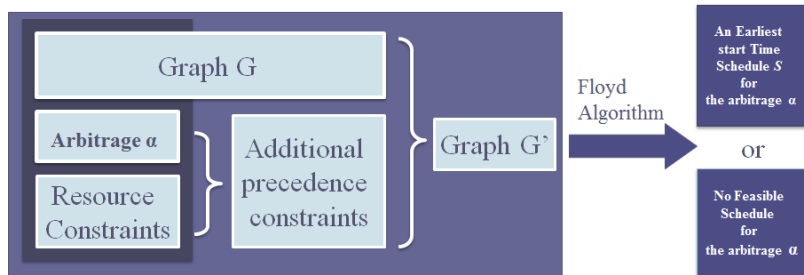 Graph G
Arbitrage α
Resource
Constraints
Additional
precedence
constraints
Graph G’
Floyd
Algorithm
An Earliest
start Time
Schedule S
for
the arbitrage α
or
No Feasible
Schedule
for
the arbitrage α